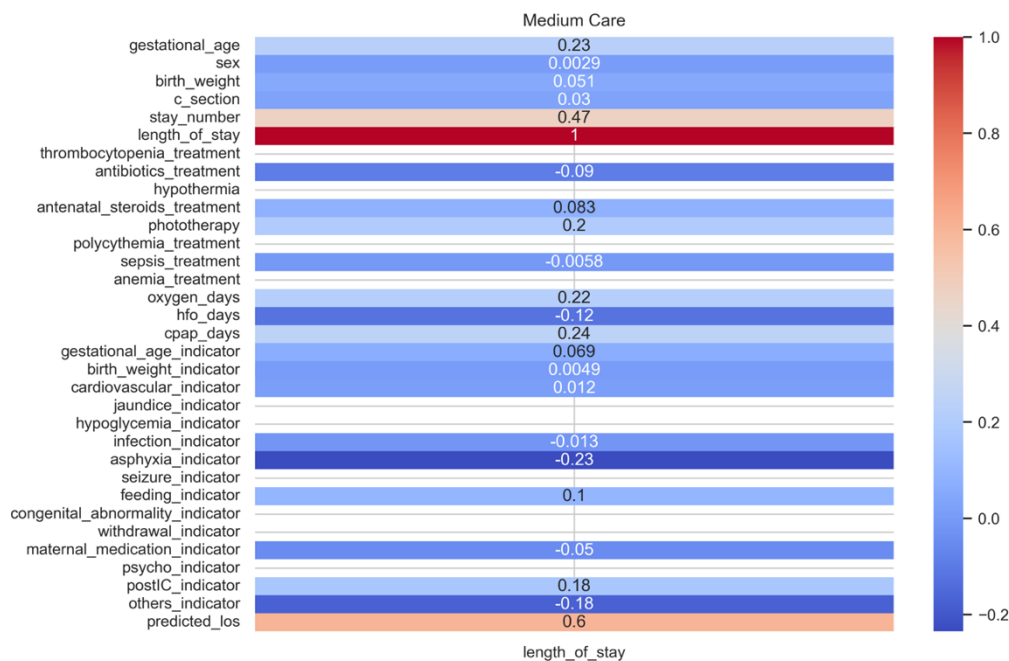 Medium Care
gestational_age 0.23
sex 0.0029
birth_weight 0.051
c_section 0.03
stay_number 0.47
length_of_stay 1
thrombocytopenia_treatment
antibiotics_treatment -0.09
hypothermia
antenatal_steroids_treatment 0.083
phototherapy 0.2
polycythemia_treatment
sepsis_treatment -0.0058
anemia_treatment
oxygen_days 0.22
hfo_days -0.12
cpap_days 0.24
gestational_age_indicator 0.069
birth_weight_indicator 0.0049
cardiovascular_indicator 0.012
jaundice_indicator
hypoglycemia_indicator
infection_indicator -0.013
asphyxia_indicator -0.23
seizure_indicator
feeding_indicator 0.1
congenital_abnormality_indicator
withdrawal_indicator
maternal_medication_indicator -0.05
psycho_indicator
postIC_indicator 0.18
others_indicator -0.18
predicted_los 0.6
length_of_stay
1.0
0.8
0.6
0.4
0.2
0.0
−0.2